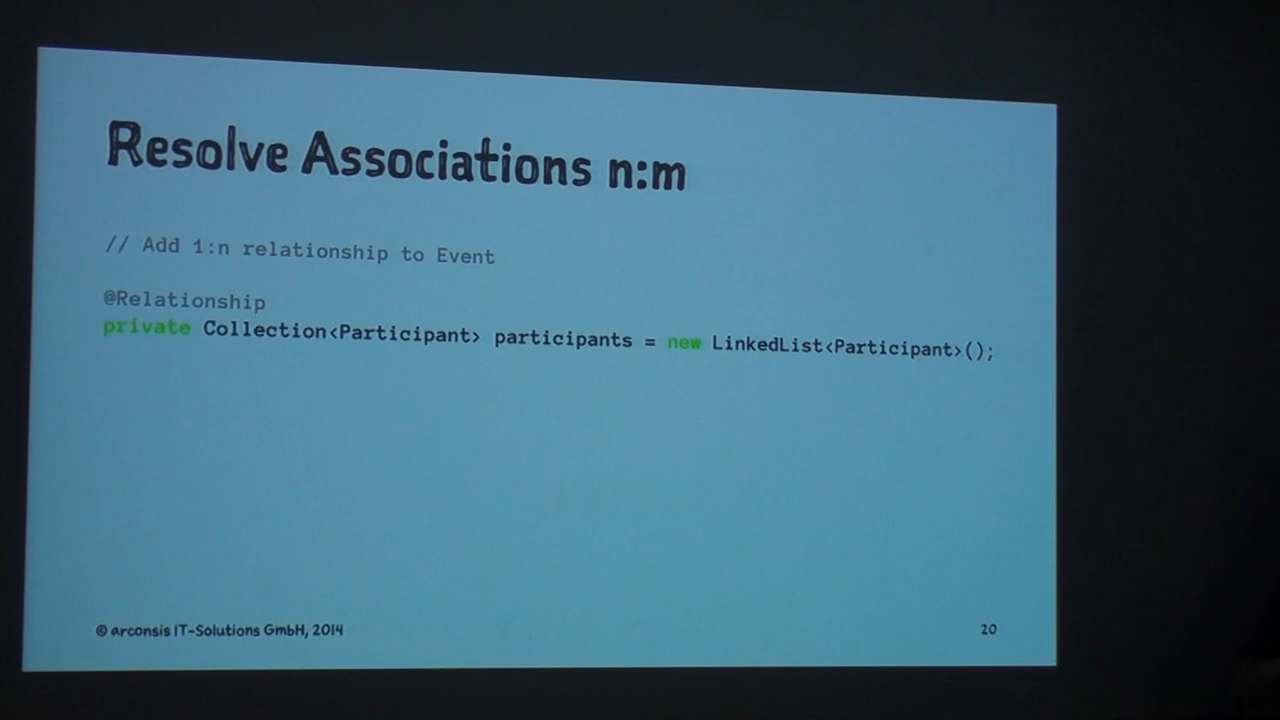 Resolve Associations n:m
// Add 1:n relationship to Event
@Relationship
private Collection<Participant> participants = new LinkedList<Participant>();
© arconsis IT-Solutions GmbH, 2014
20